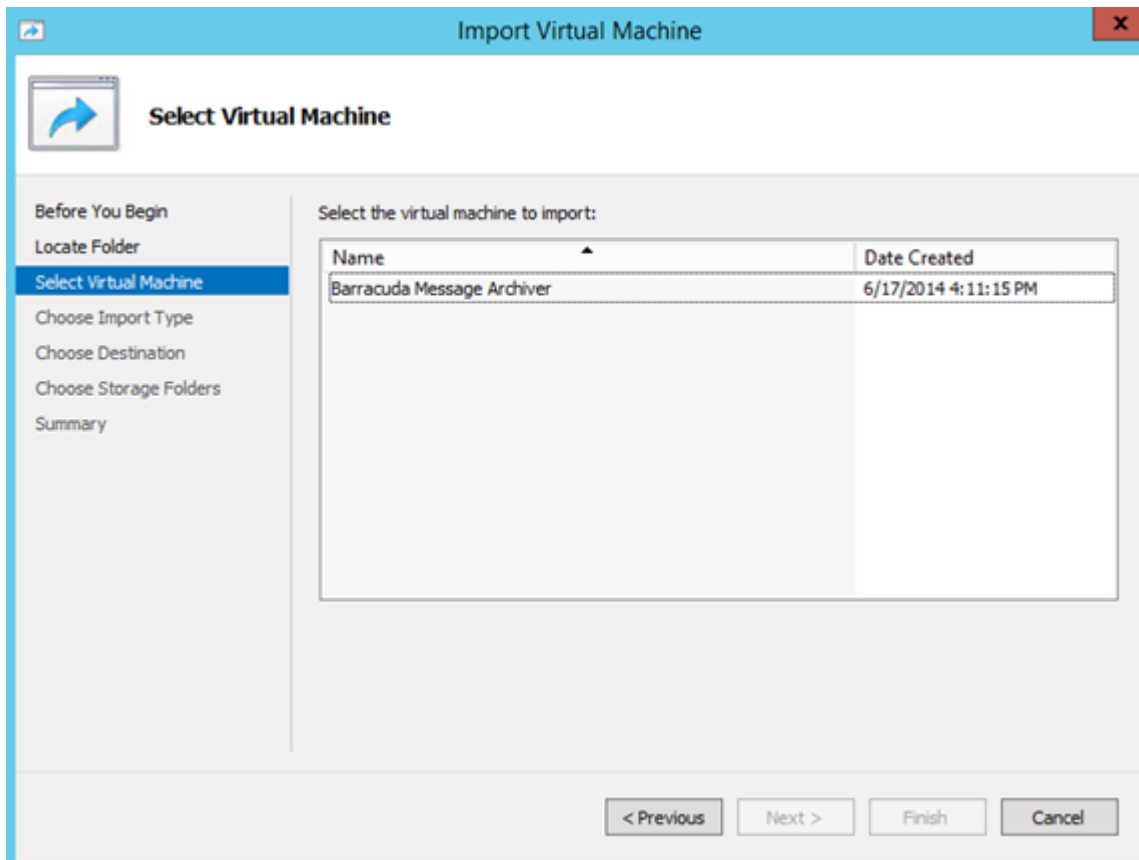 Import Virtual Machine
x
Select Virtual Machine
Before You Begin
Locate Folder
Select Virtual Machine
Choose Import Type
Choose Destination
Choose Storage Folders
Summary
Select the virtual machine to import:
Name Date Created
Barracuda Message Archiver 6/17/2014 4:11:15 PM
< Previous Next > Finish Cancel